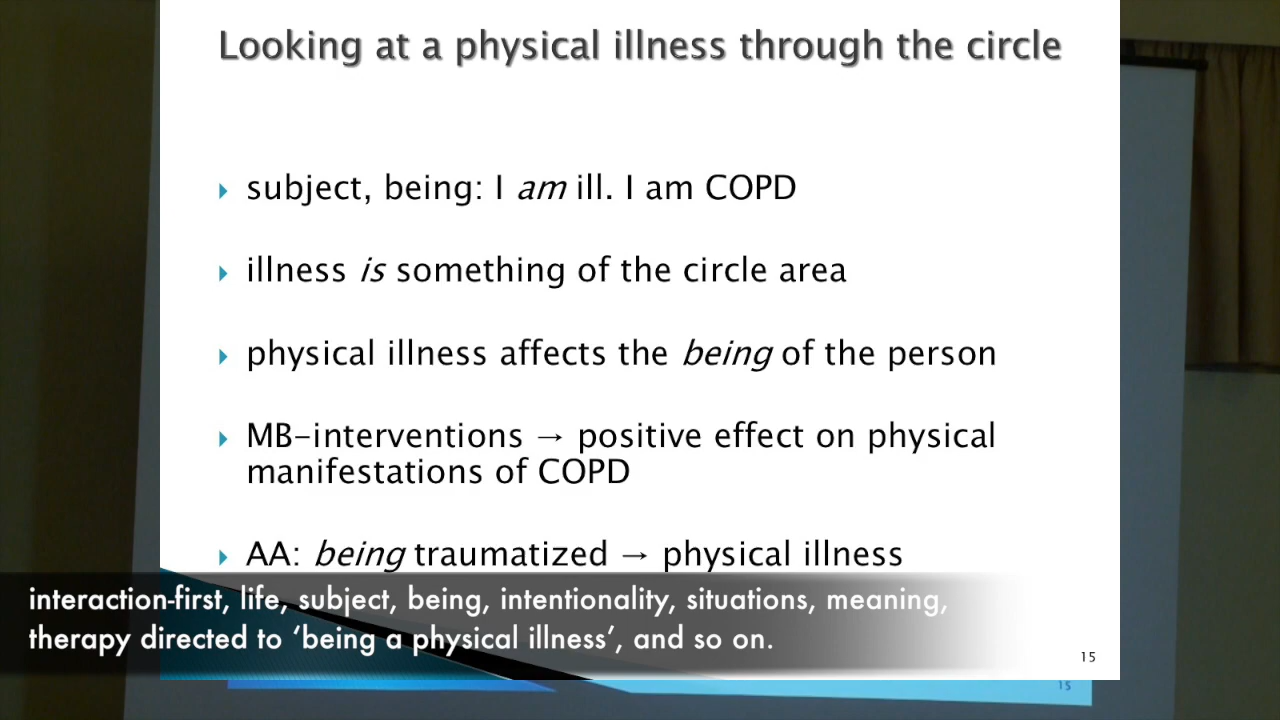 Looking at a physical illness through the circle
subject, being: I am ill. I am COPD
illness is something of the circle area
physical illness affects the being of the person
MB-interventions → positive effect on physical
manifestations of COPD
AA: being traumatized → physical illness
interaction-first, life, subject, being, intentionality, situations, meaning,
therapy directed to ‘being a physical illness’, and so on.
15
15